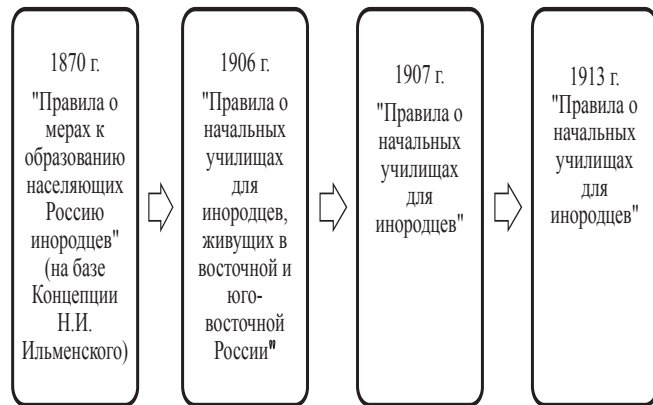 1870 г.
"Правила о
мерах к
образованию
населяющих
Россию
инородцев"
(на базе
Концепции
Н.И.
Ильменского)
1906 г.
"Правила о
начальных
училищах
для
инородцев,
живущих в
восточной и
юго-
восточной
России"
1907 г.
"Правила о
начальных
училищах
для
инородцев"
1913 г.
"Правила о
начальных
училищах
для
инородцев"